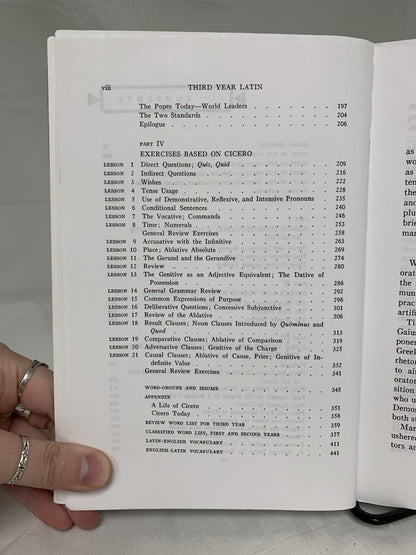 viii THIRD YEAR LATIN
The Popes Today—World Leaders . . . . . . . . . 197
The Two Standards . . . . . . . . . 204
Epilogue . . . . . . . . . 206
PART IV
EXERCISES BASED ON CICERO
LESSON 1 Direct Questions; Quis, Quid . . . . . . . . . 209
LESSON 2 Indirect Questions . . . . . . . . . 216
LESSON 3 Wishes . . . . . . . . . 222
LESSON 4 Tense Usage . . . . . . . . . 228
LESSON 5 Use of Demonstrative, Reflexive, and Intensive Pronouns . . 235
LESSON 6 Conditional Sentences . . . . . . . . . 240
LESSON 7 The Vocative; Commands . . . . . . . . . 246
LESSON 8 Time; Numerals . . . . . . . . . 253
General Review Exercises . . . . . . . . . 258
LESSON 9 Accusative with the Infinitive . . . . . . . . . 263
LESSON 10 Place; Ablative Absolute . . . . . . . . . 269
LESSON 11 The Gerund and the Gerundive . . . . . . . . . 274
LESSON 12 Review . . . . . . . . . 280
LESSON 13 The Genitive as an Adjective Equivalent; The Dative of
Possession . . . . . . . . . 286
LESSON 14 General Grammar Review . . . . . . . . . 292
LESSON 15 Common Expressions of Purpose . . . . . . . . . 296
LESSON 16 Deliberative Questions; Concessive Subjunctive . . . . 301
LESSON 17 Review of the Ablative . . . . . . . . . 306
LESSON 18 Result Clauses; Noun Clauses Introduced by Quōminus and
Quod . . . . . . . . . 313
LESSON 19 Comparative Clauses; Ablative of Comparison . . . . 319
LESSON 20 Adverbative Clauses; Genitive of the Charge . . . . 325
LESSON 21 Causal Clauses; Ablative of Cause, Price; Genitive of In-
definite Value . . . . . . . . . 332
General Review Exercises . . . . . . . . . 341
WORD-GROUPS AND IDIOMS . . . . . . . . . 345
APPENDIX
A Life of Cicero . . . . . . . . . 351
Cicero Today . . . . . . . . . 356
REVIEW WORD LIST FOR THIRD YEAR . . . . . . . . . 359
CLASSIFIED WORD LIST, FIRST AND SECOND YEARS . . . . 377
LATIN-ENGLISH VOCABULARY . . . . . . . . . 411
ENGLISH-LATIN VOCABULARY . . . . . . . . . 441